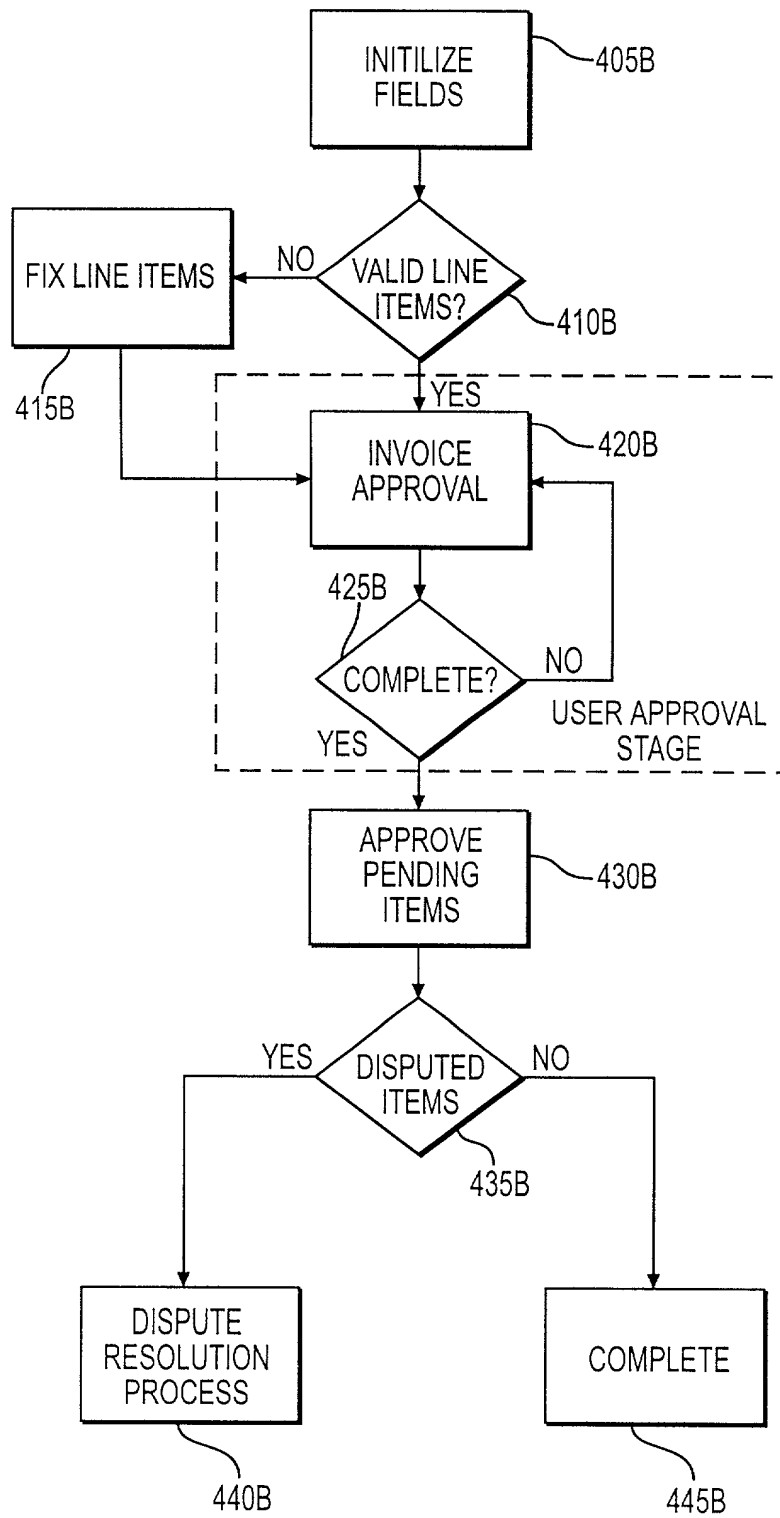 INITILIZE
FIELDS
405B
FIX LINE ITEMS
NO
VALID LINE
ITEMS?
410B
415B
YES
INVOICE
APPROVAL
420B
425B
COMPLETE?
NO
YES
USER APPROVAL
STAGE
APPROVE
PENDING
ITEMS
430B
YES
DISPUTED
ITEMS
NO
435B
DISPUTE
RESOLUTION
PROCESS
COMPLETE
440B
445B